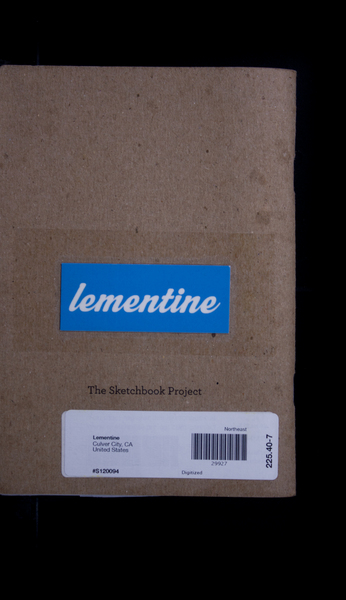 lementine
The Sketchbook Project
Northeast
Lementine
Culver City, CA
United States
29927
#S120094
Digitized
225.40-7